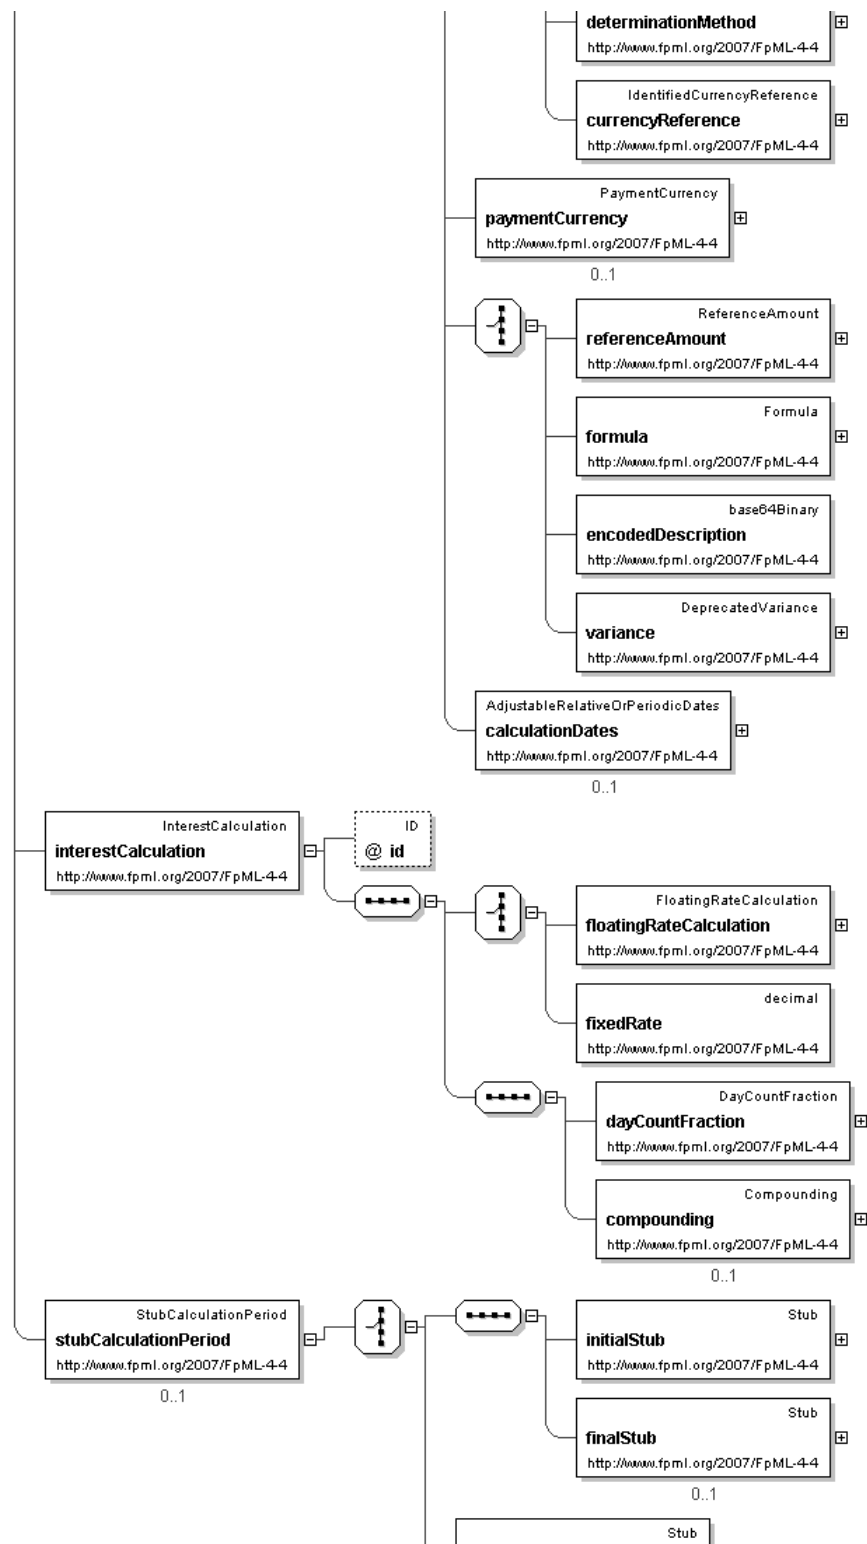 determinationMethod
http://www.fpml.org/2007/FpML-4-4
IdentifiedCurrencyReference
currencyReference
http://www.fpml.org/2007/FpML-4-4
PaymentCurrency
paymentCurrency
http://www.fpml.org/2007/FpML-4-4
0..1
ReferenceAmount
referenceAmount
http://www.fpml.org/2007/FpML-4-4
Formula
formula
http://www.fpml.org/2007/FpML-4-4
base64Binary
encodedDescription
http://www.fpml.org/2007/FpML-4-4
DeprecatedVariance
variance
http://www.fpml.org/2007/FpML-4-4
AdjustableRelativeOrPeriodicDates
calculationDates
http://www.fpml.org/2007/FpML-4-4
0..1
InterestCalculation
interestCalculation
http://www.fpml.org/2007/FpML-4-4
ID
@ id
FloatingRateCalculation
floatingRateCalculation
http://www.fpml.org/2007/FpML-4-4
decimal
fixedRate
http://www.fpml.org/2007/FpML-4-4
DayCountFraction
dayCountFraction
http://www.fpml.org/2007/FpML-4-4
Compounding
compounding
http://www.fpml.org/2007/FpML-4-4
0..1
StubCalculationPeriod
stubCalculationPeriod
http://www.fpml.org/2007/FpML-4-4
0..1
Stub
initialStub
http://www.fpml.org/2007/FpML-4-4
Stub
finalStub
http://www.fpml.org/2007/FpML-4-4
0..1
Stub